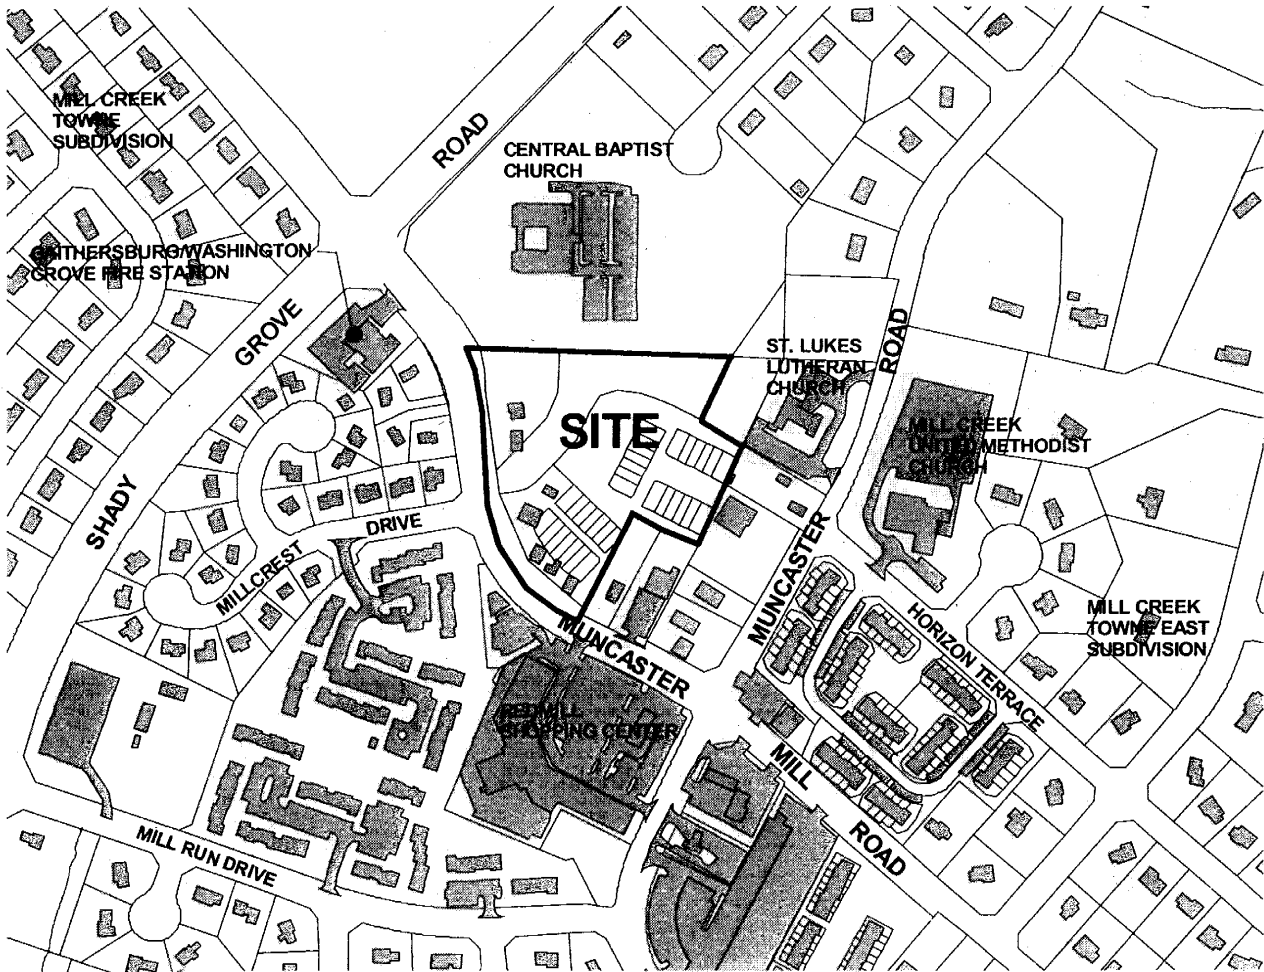 MILL CREEK
TOWNE
SUBDIVISION
ROAD
CENTRAL BAPTIST
CHURCH
GAITHERSBURG/WASHINGTON
GROVE FIRE STATION
GROVE
ST. LUKES
LUTHERAN
CHURCH
ROAD
SITE
MILL CREEK
UNITED METHODIST
CHURCH
SHADY
DRIVE
MILLCREST
MUNCASTER
HORIZON TERRACE
MILL CREEK
TOWNE EAST
SUBDIVISION
MUNCASTER
RED MILL
SHOPPING CENTER
MILL
ROAD
MILL RUN DRIVE